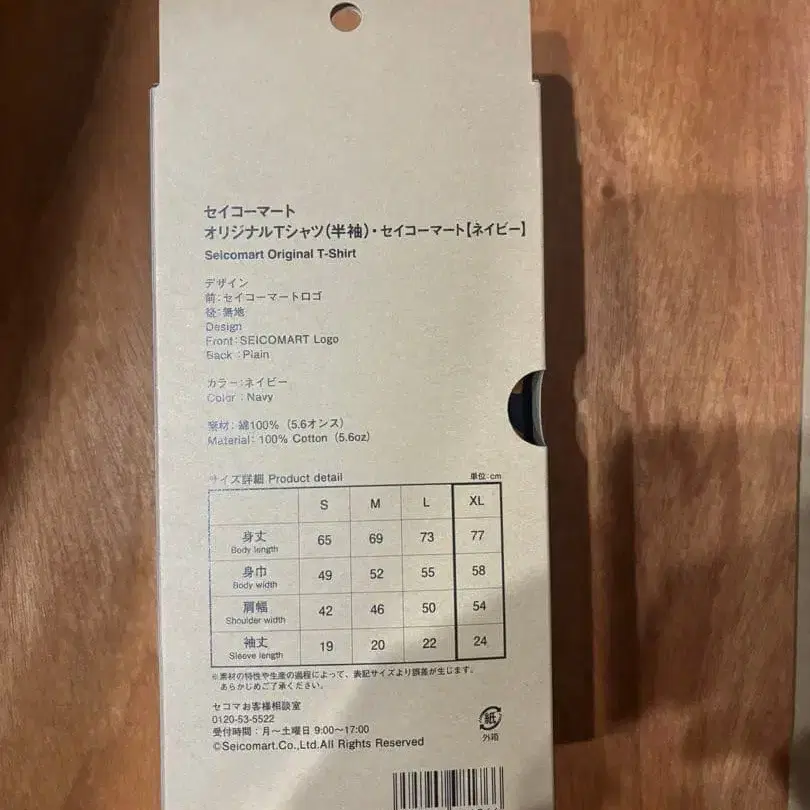 セイコーマート
オリジナルTシャツ(半袖)・セイコーマート【ネイビー】
Seicomart Original T-Shirt
デザイン
前:セイコーマートロゴ
後:無地
Design
Front:SEICOMART Logo
Back :Plain
カラー:ネイビー
Color : Navy
素材: 綿100% (5.6オンス)
Material: 100% Cotton (5.6oz)
サイズ詳細 Product detail 単位:cm
S M L XL
身丈 65 69 73 77
Body length
身巾 49 52 55 58
Body width
肩幅 42 46 50 54
Shoulder width
袖丈 19 20 22 24
Sleeve length
※素材の特性や生産の過程によって、表記サイズより誤差が生じます。
あらかじめご了承ください。
セコマお客様相談室
0120-53-5522
受付時間:月〜土曜日 9:00〜17:00
©Seicomart.Co.,Ltd.All Rights Reserved
紙
外箱